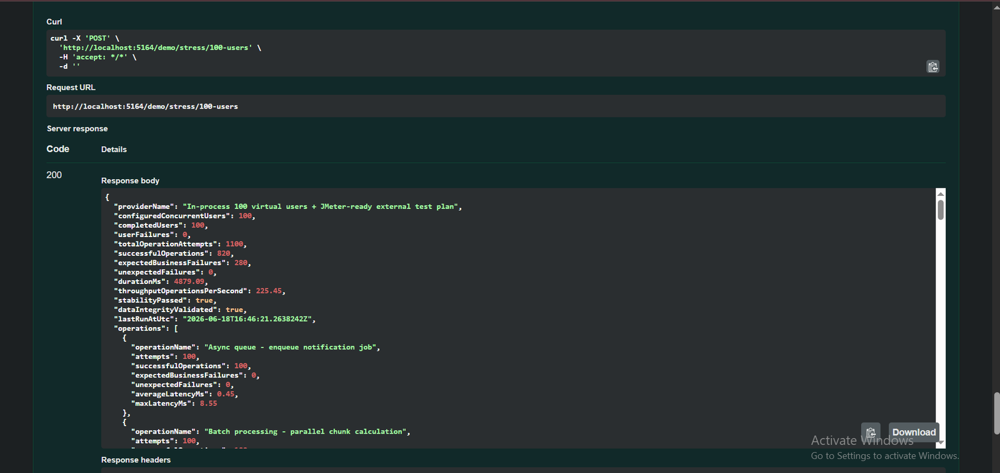 Curl
curl -X 'POST' \
'http://localhost:5164/demo/stress/100-users' \
-H 'accept: */*' \
-d ''
Request URL
http://localhost:5164/demo/stress/100-users
Server response
Code Details
200
Response body
{
"providerName": "In-process 100 virtual users + JMeter-ready external test plan",
"configuredConcurrentUsers": 100,
"completedUsers": 100,
"userFailures": 0,
"totalOperationAttempts": 1100,
"successfulOperations": 820,
"expectedBusinessFailures": 280,
"unexpectedFailures": 0,
"durationMs": 4879.09,
"throughputOperationsPerSecond": 225.45,
"stabilityPassed": true,
"dataIntegrityValidated": true,
"lastRunAtUtc": "2026-06-18T16:46:21.2638242Z",
"operations": [
{
"operationName": "Async queue - enqueue notification job",
"attempts": 100,
"successfulOperations": 100,
"expectedBusinessFailures": 0,
"unexpectedFailures": 0,
"averageLatencyMs": 0.45,
"maxLatencyMs": 8.55
},
{
"operationName": "Batch processing - parallel chunk calculation",
"attempts": 100,
Download
Activate Windows
Go to Settings to activate Windows.
Response headers